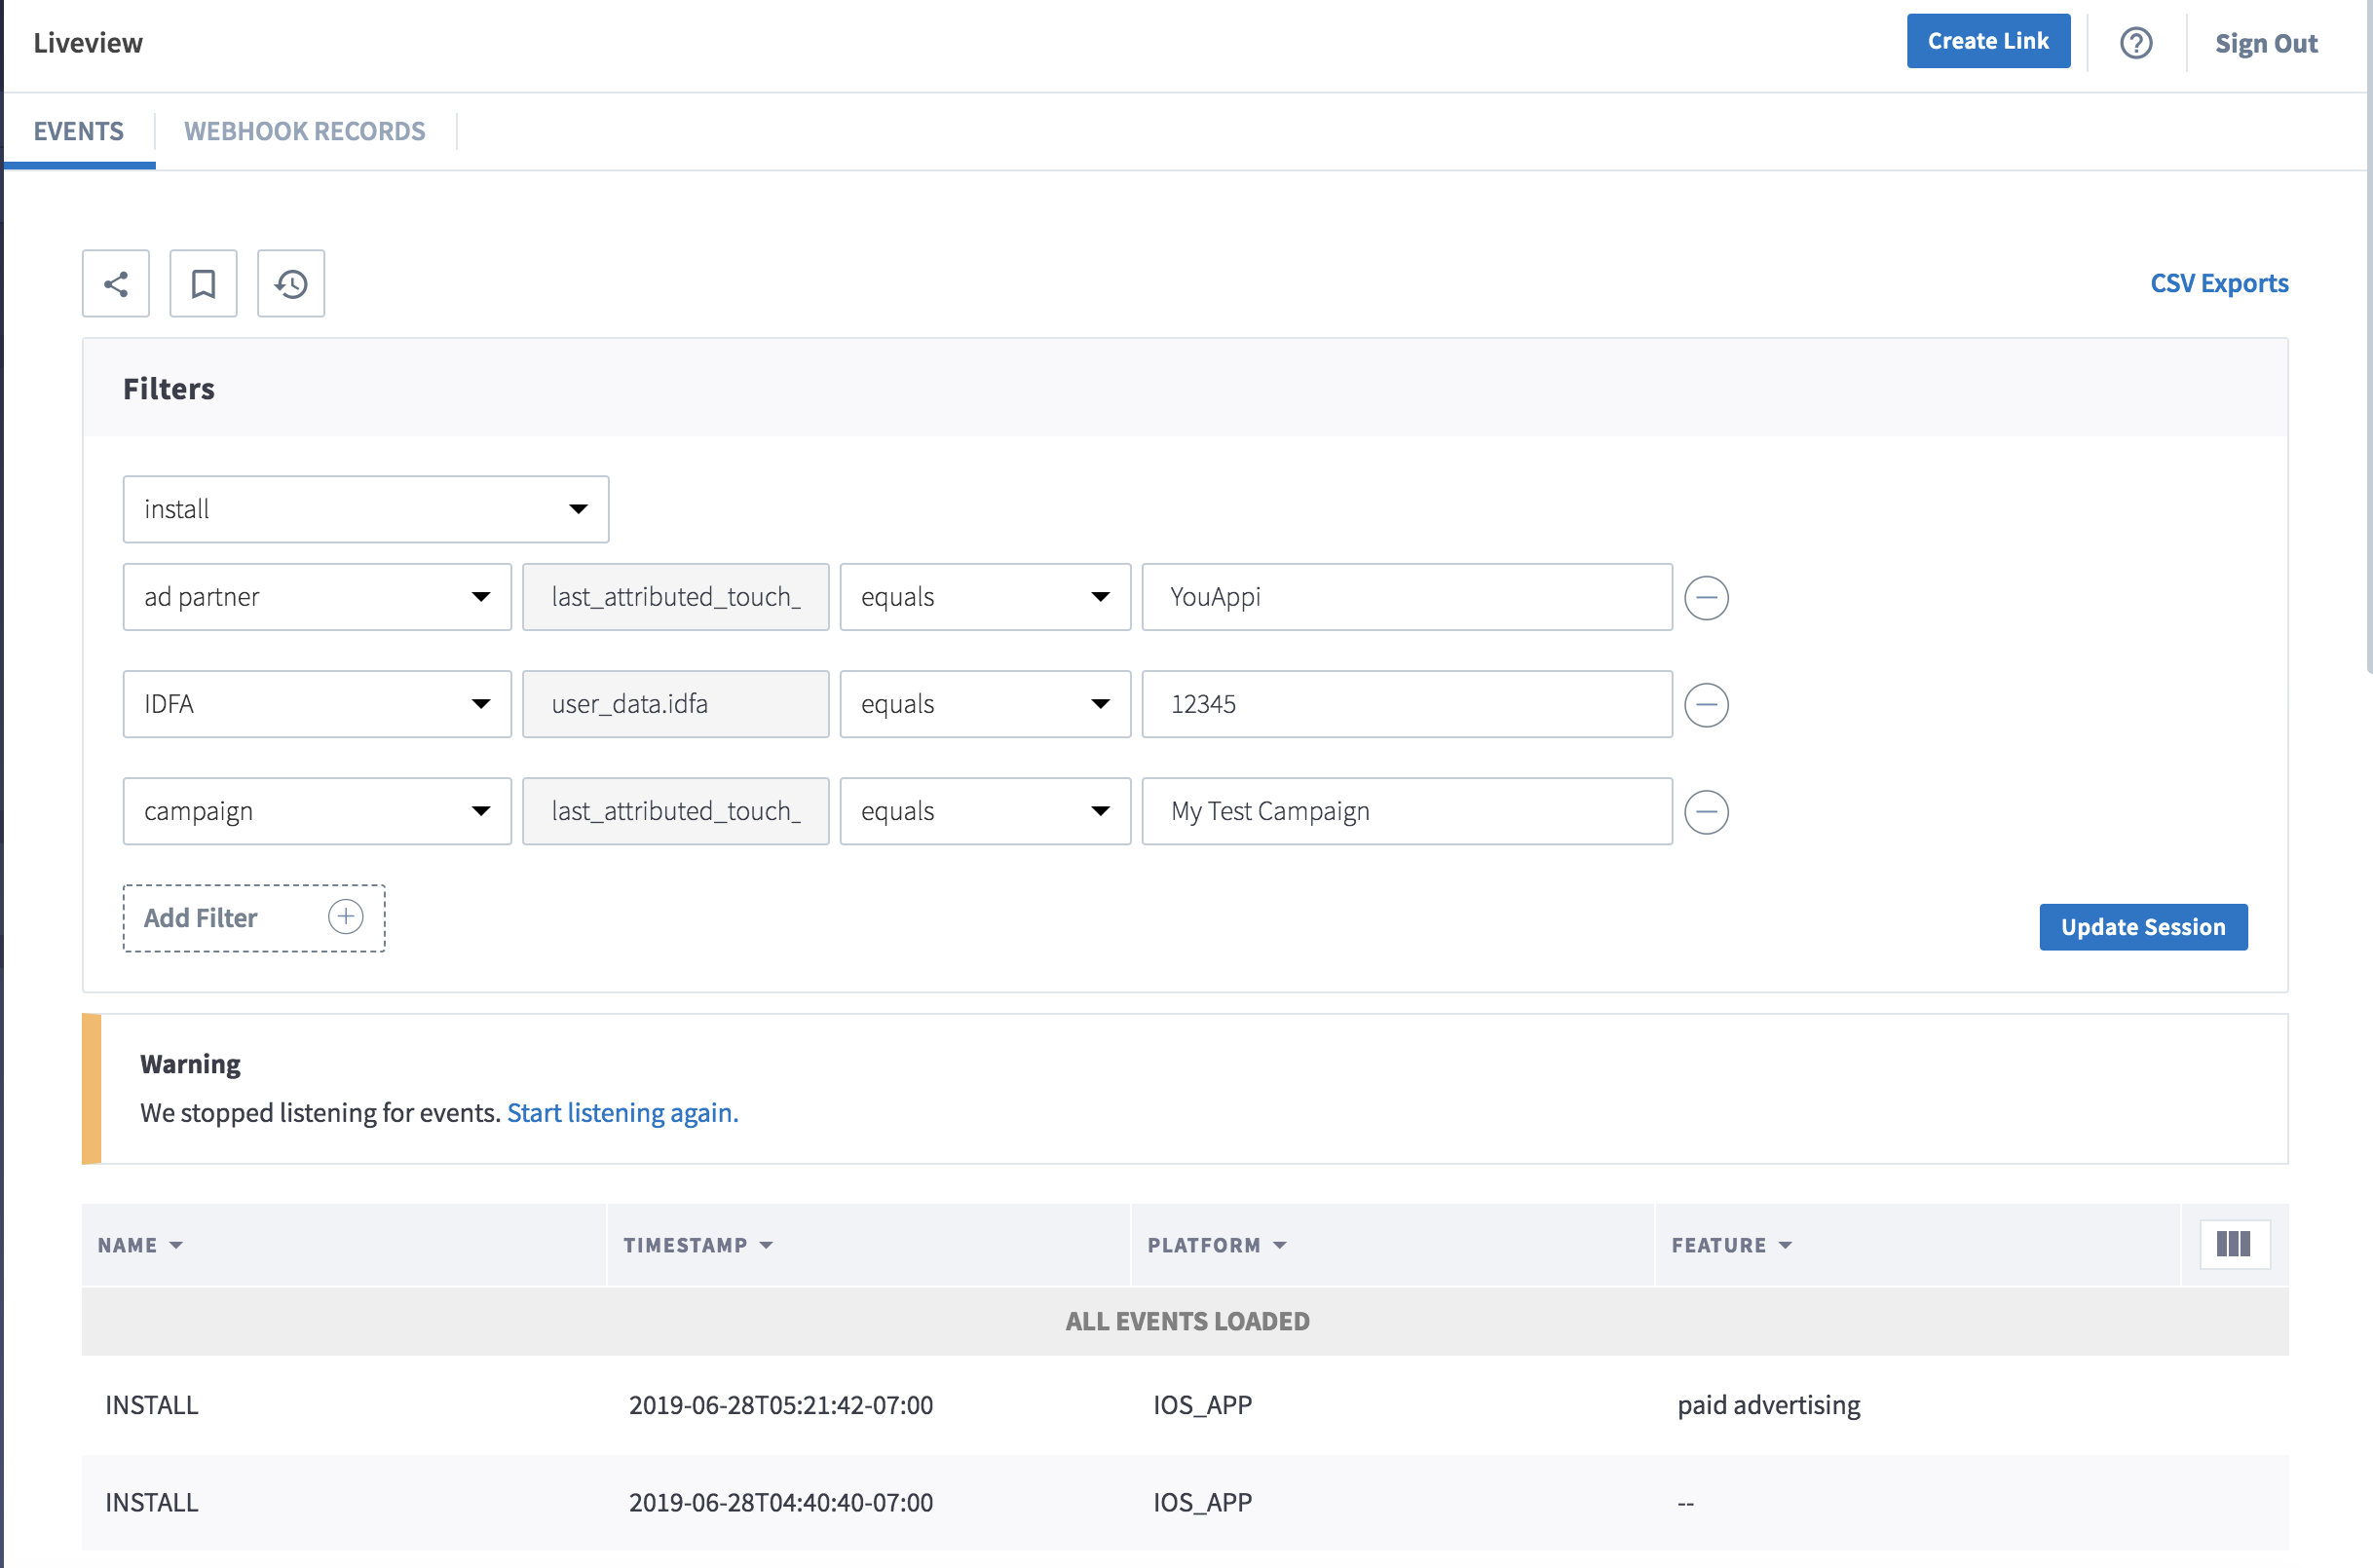 Liveview
Create Link
Sign Out
EVENTS
WEBHOOK RECORDS
CSV Exports
Filters
install
ad partner last_attributed_touch_ equals YouAppi
IDFA user_data.idfa equals 12345
campaign last_attributed_touch_ equals My Test Campaign
Add Filter
Update Session
Warning
We stopped listening for events. Start listening again.
NAME TIMESTAMP PLATFORM FEATURE
ALL EVENTS LOADED
INSTALL 2019-06-28T05:21:42-07:00 IOS_APP paid advertising
INSTALL 2019-06-28T04:40:40-07:00 IOS_APP --